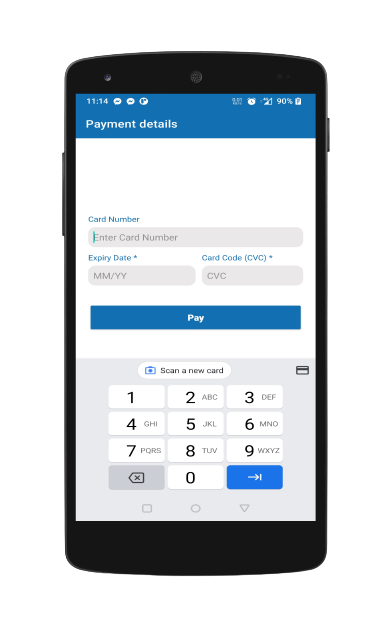 11:14 90%
Payment details
Card Number
Enter Card Number
Expiry Date * Card Code (CVC) *
MM/YY CVC
Pay
Scan a new card
1 2 ABC 3 DEF
4 GHI 5 JKL 6 MNO
7 PQRS 8 TUV 9 WXYZ
0